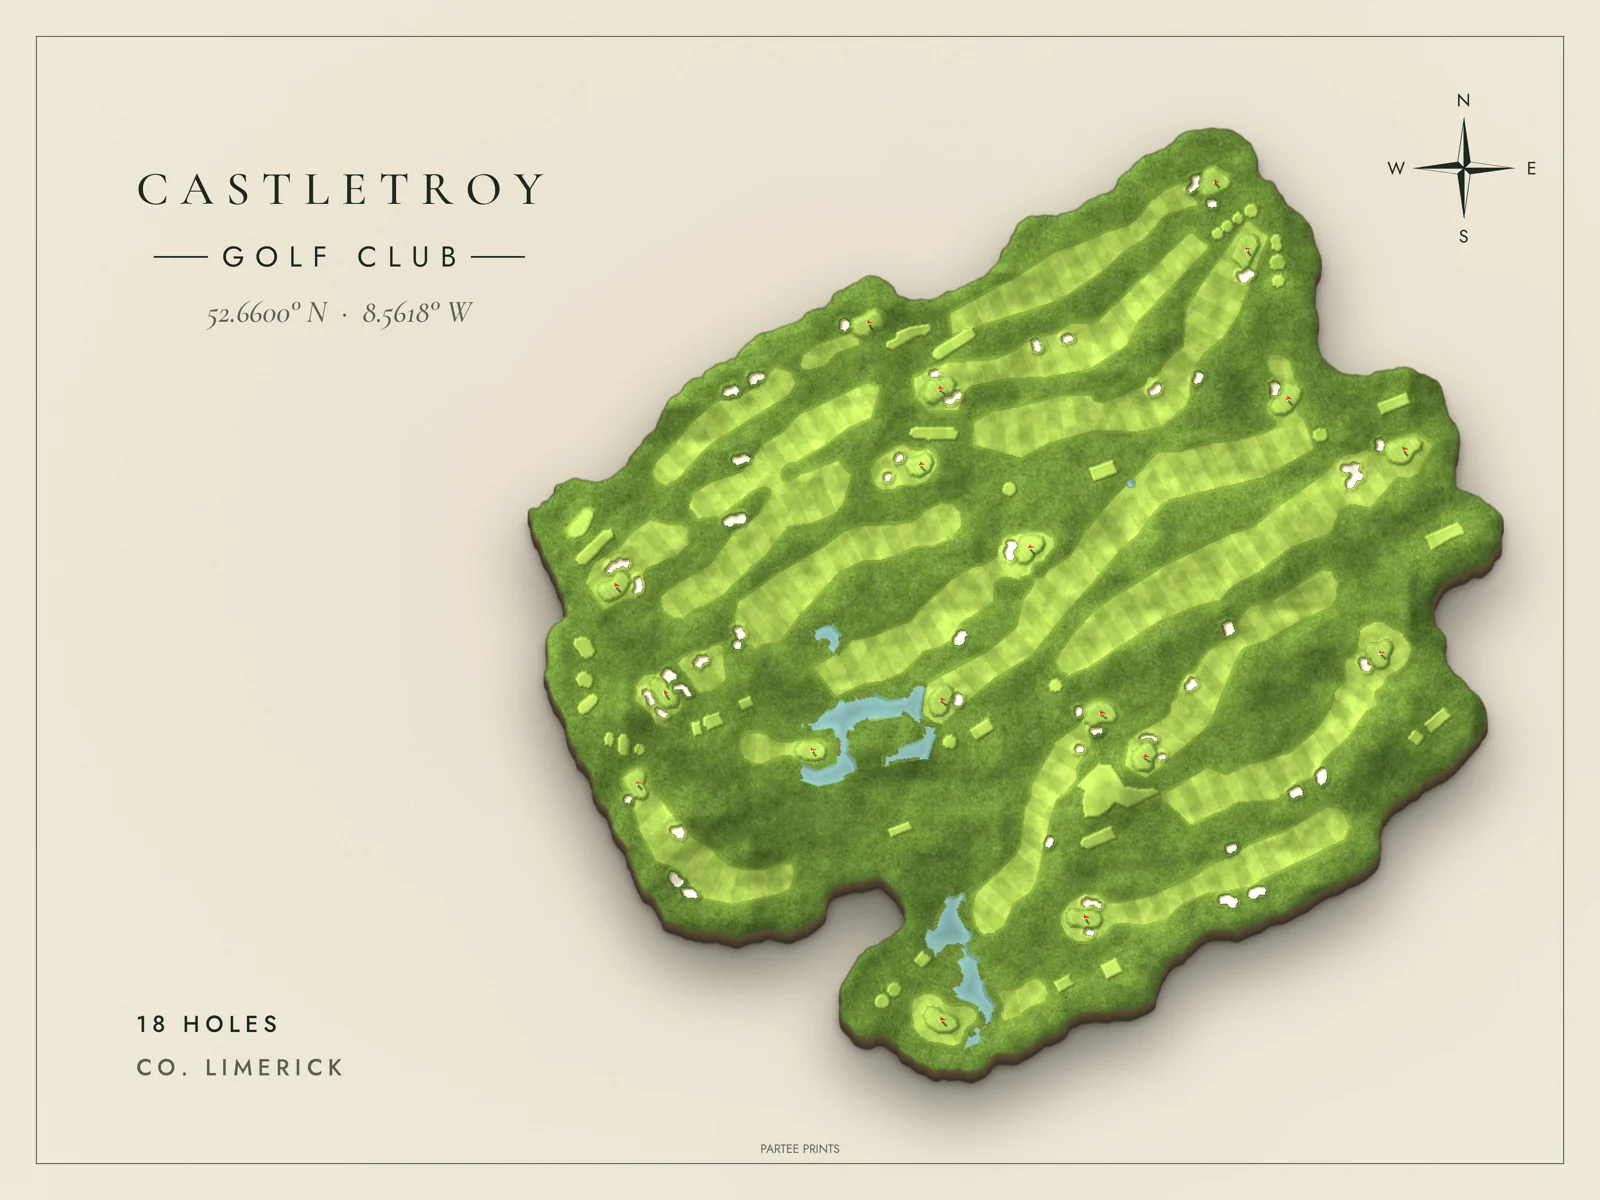 CASTLETROY
GOLF CLUB
52.6600° N · 8.5618° W
N
W E
S
18 HOLES
CO. LIMERICK
PARTEE PRINTS